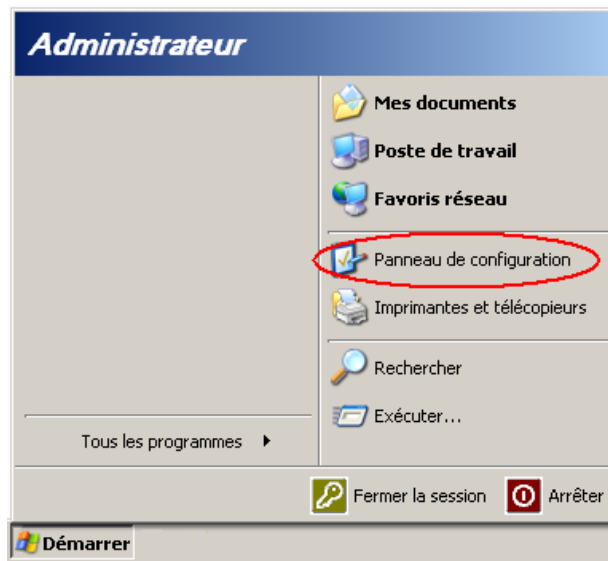 Administrateur
Mes documents
Poste de travail
Favoris réseau
Panneau de configuration
Imprimantes et télécopieurs
Rechercher
Exécuter...
Tous les programmes
Fermer la session
Arrêter
Démarrer